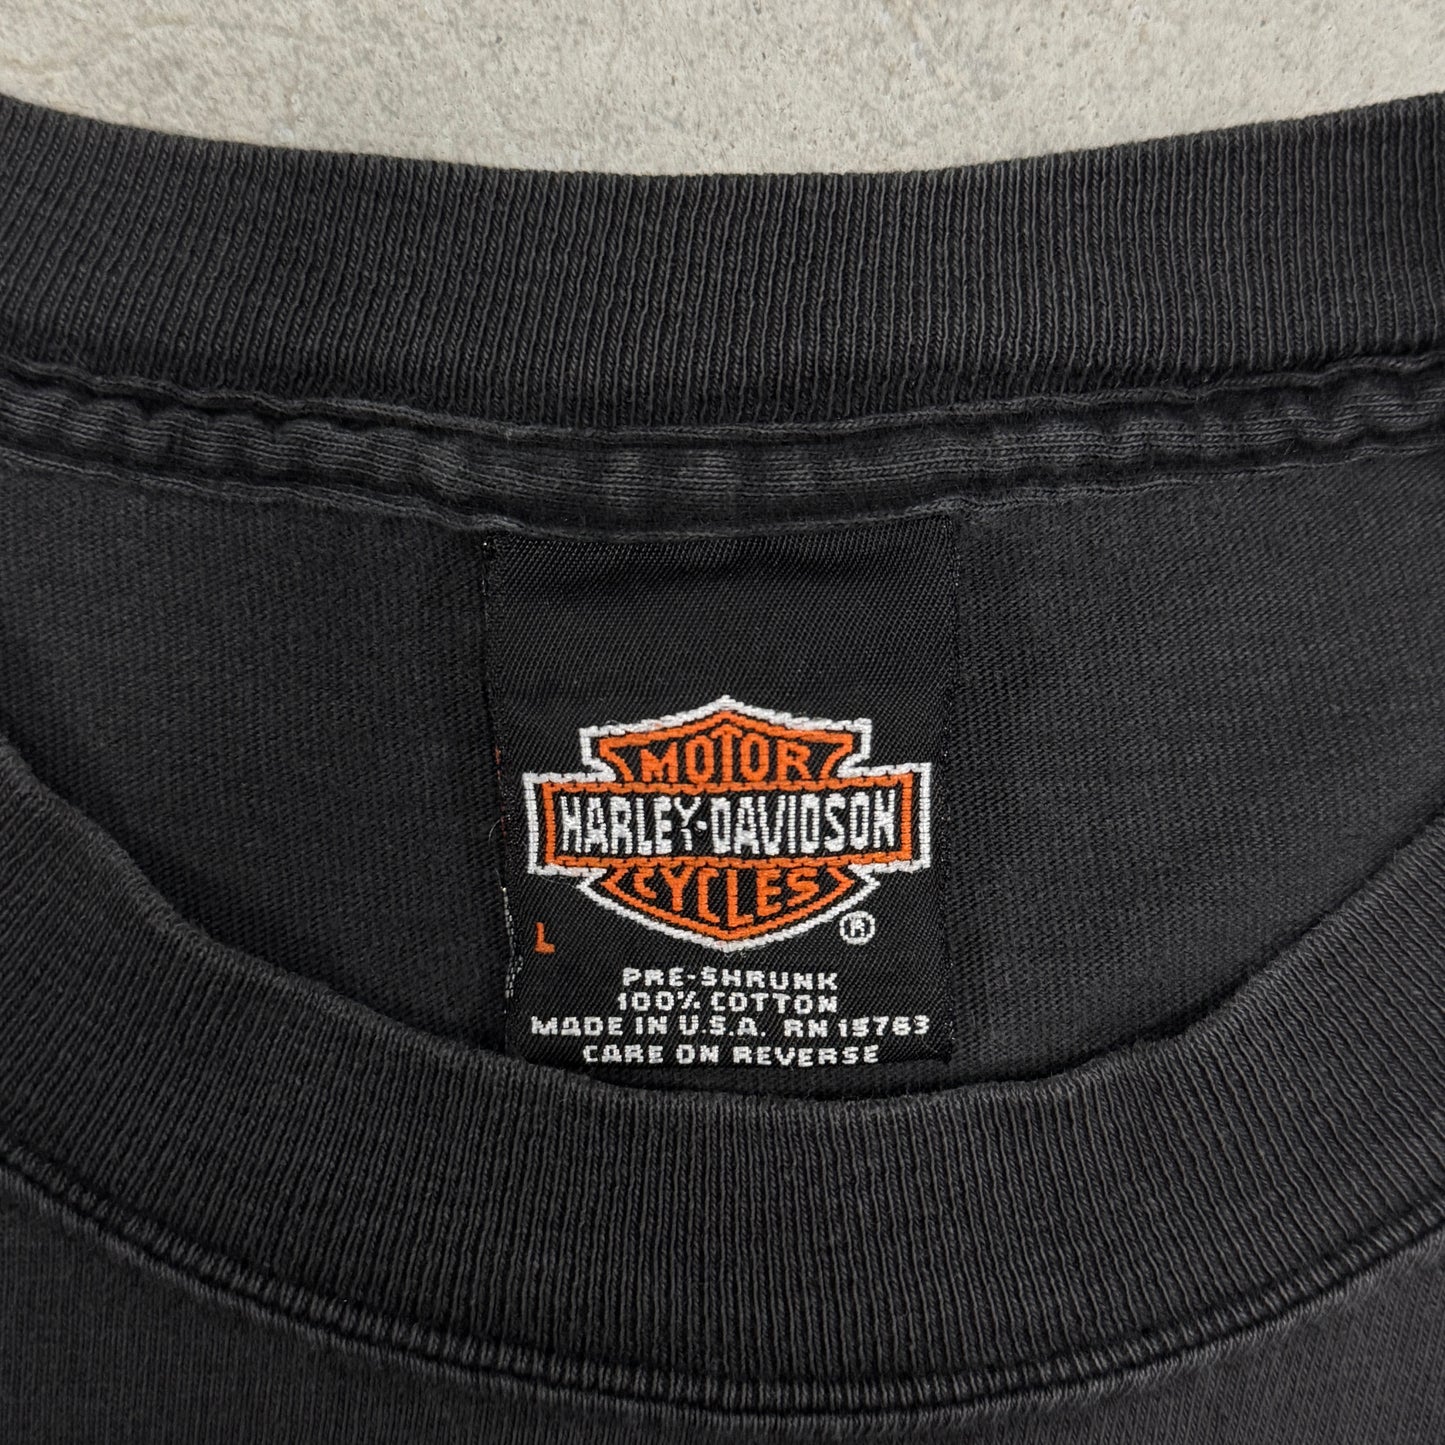 MOTOR
HARLEY-DAVIDSON
CYCLES
L ®
PRE-SHRUNK
100% COTTON
MADE IN U.S.A. RN 15763
CARE ON REVERSE